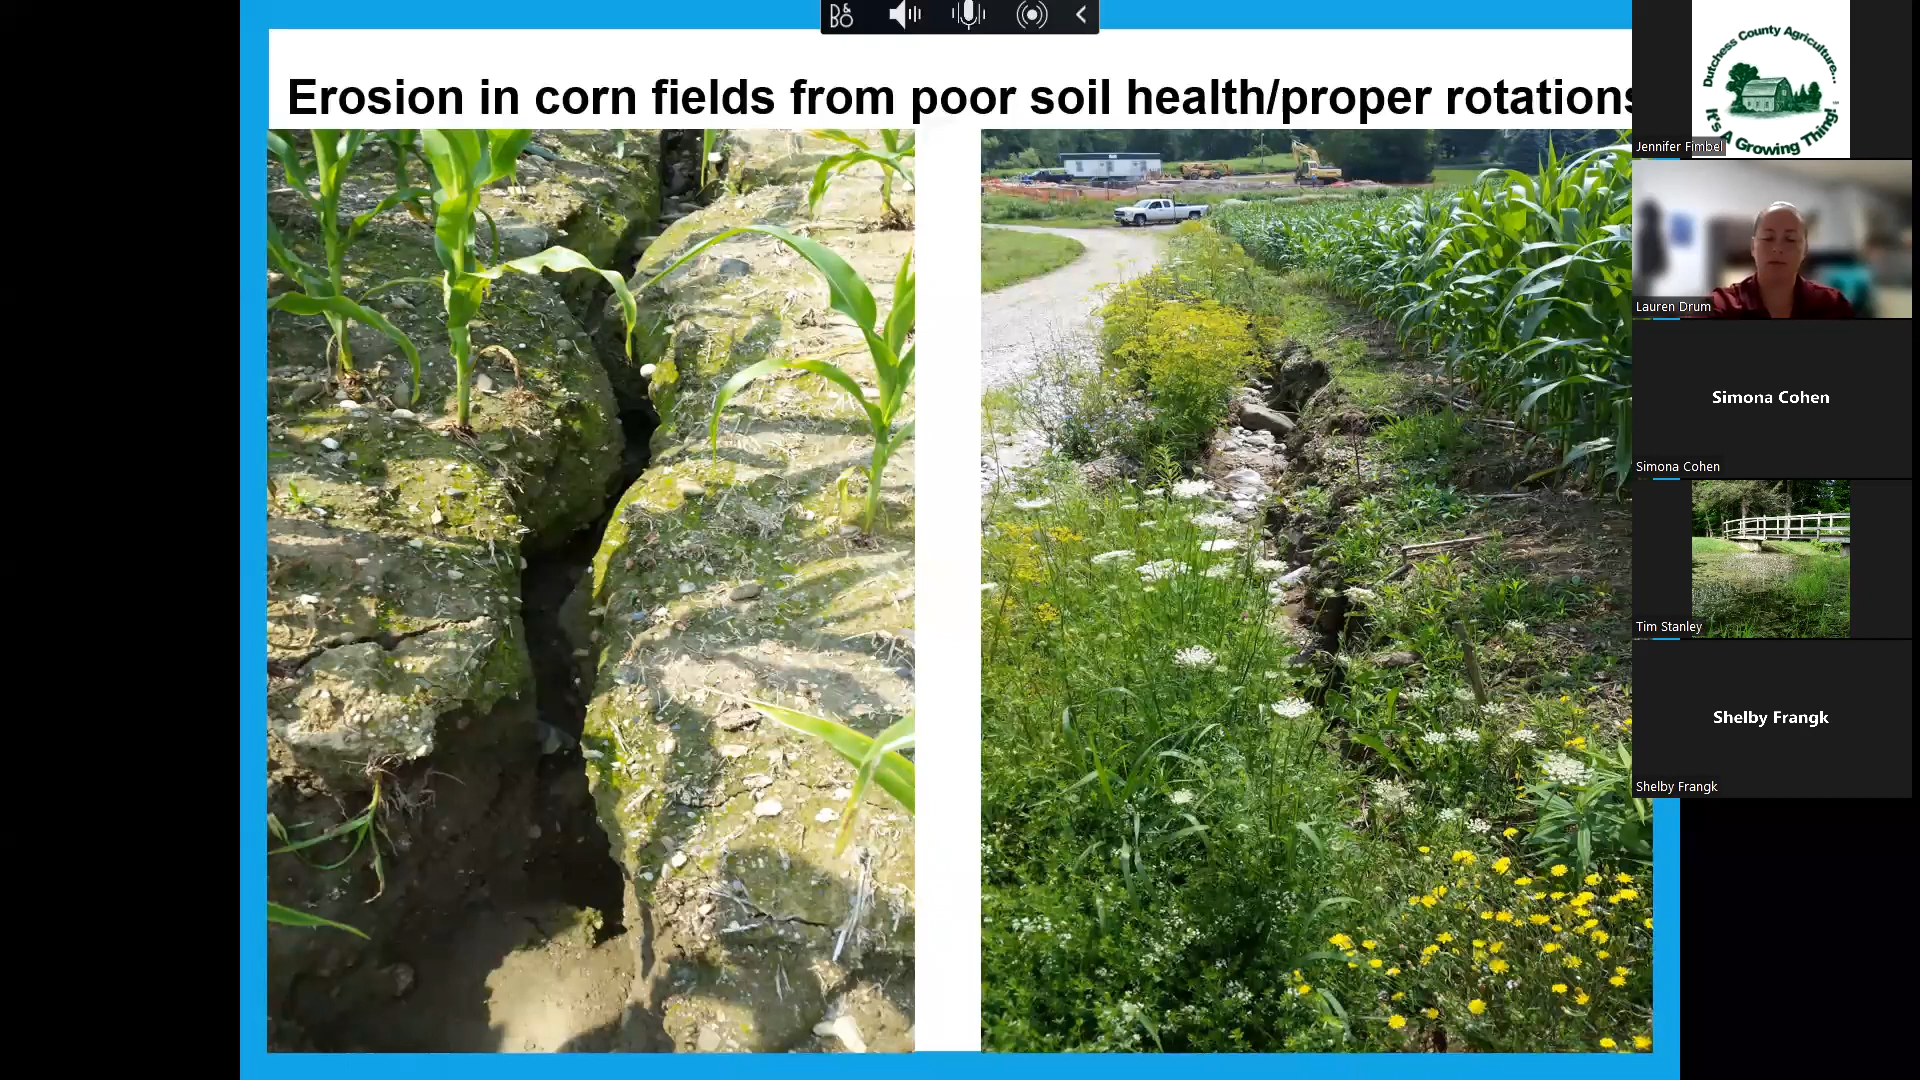 B&O
Erosion in corn fields from poor soil health/proper rotations
Dutchess County Agriculture...
It's A Growing Thing!
Jennifer Fimbel
Lauren Drum
Simona Cohen
Simona Cohen
Tim Stanley
Shelby Frangk
Shelby Frangk